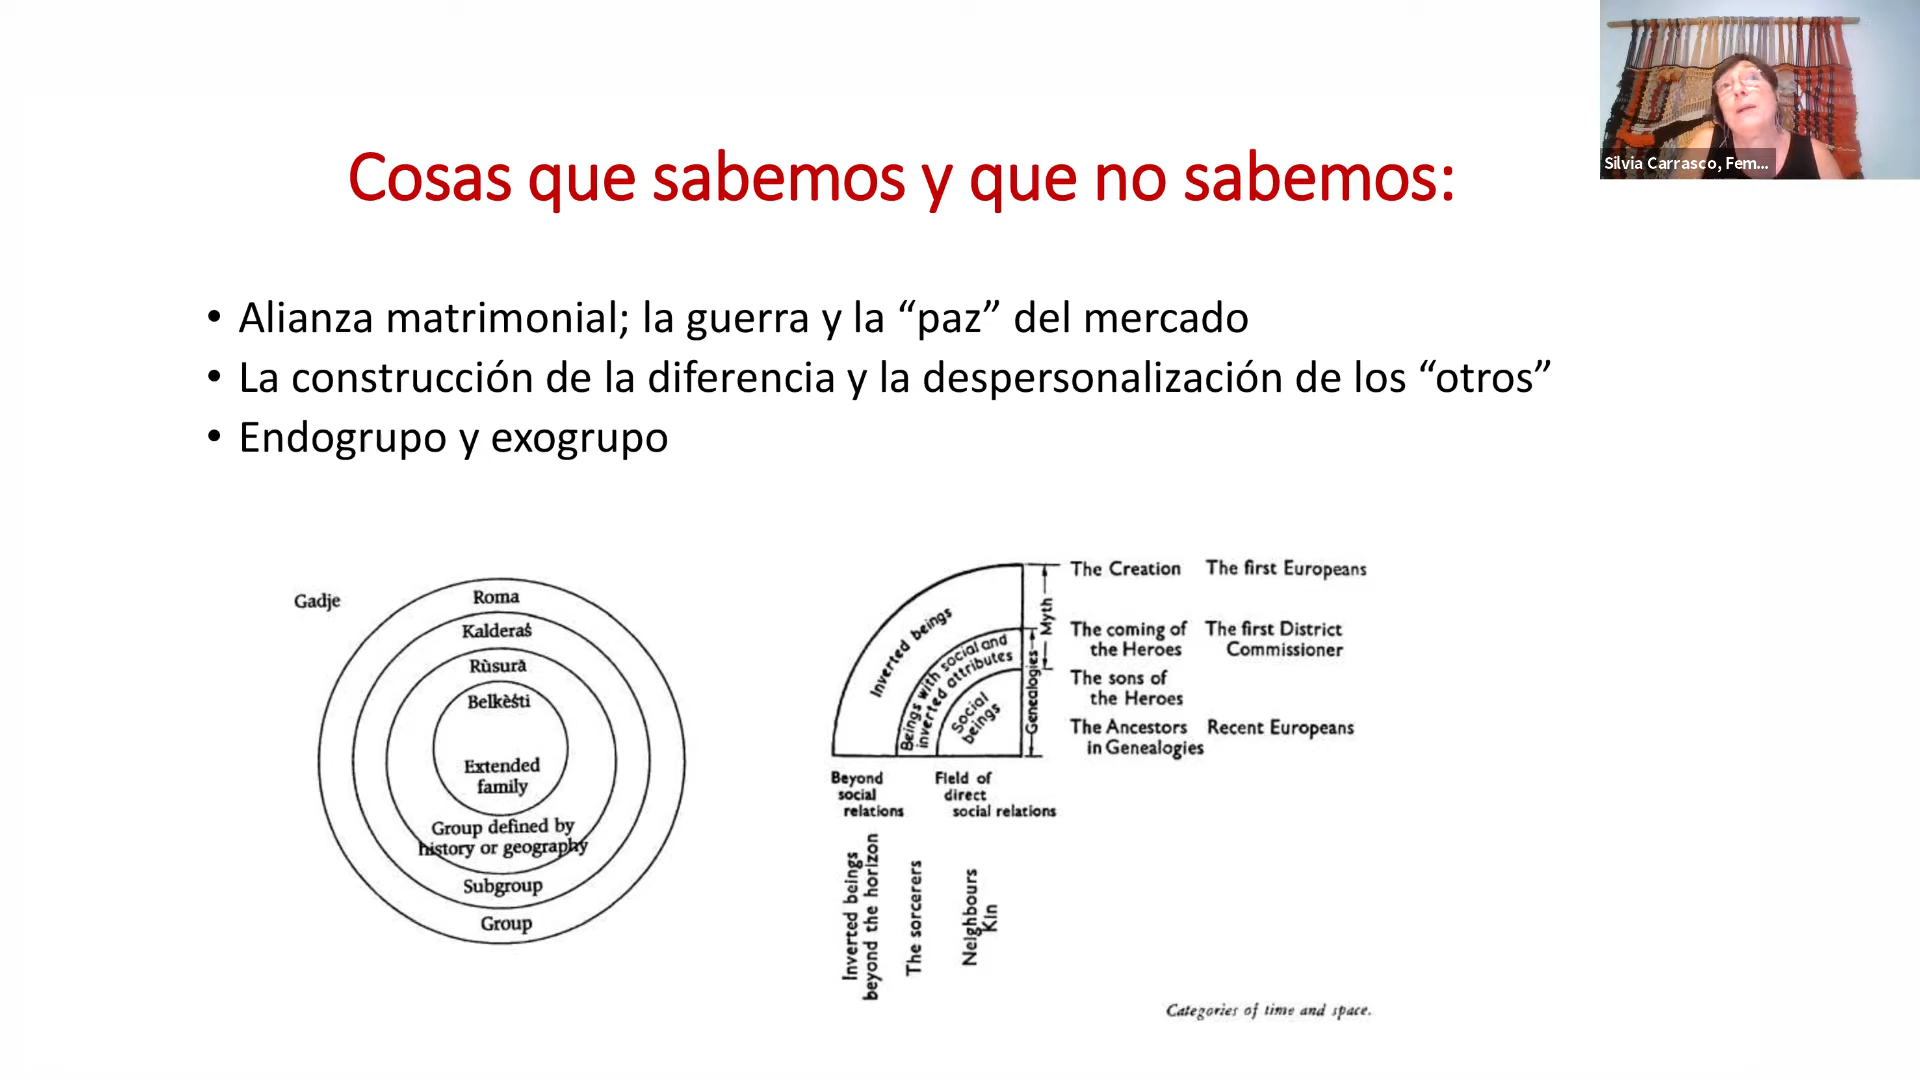 Silvia Carrasco, Fem...
Cosas que sabemos y que no sabemos:
• Alianza matrimonial; la guerra y la “paz” del mercado
• La construcción de la diferencia y la despersonalización de los “otros”
• Endogrupo y exogrupo
Gadje
Roma
Kalderaš
Rùsurā
Belkèšti
Extended
family
Group defined by
history or geography
Subgroup
Group
Inverted beings
Beings with social and
inverted attributes
Social
beings
Myth
Genealogies
The Creation The first Europeans
The coming of The first District
the Heroes Commissioner
The sons of
the Heroes
The Ancestors Recent Europeans
in Genealogies
Beyond
social
relations
Field of
direct
social relations
Inverted beings
beyond the horizon
The sorcerers
Neighbours
Kin
Categories of time and space.